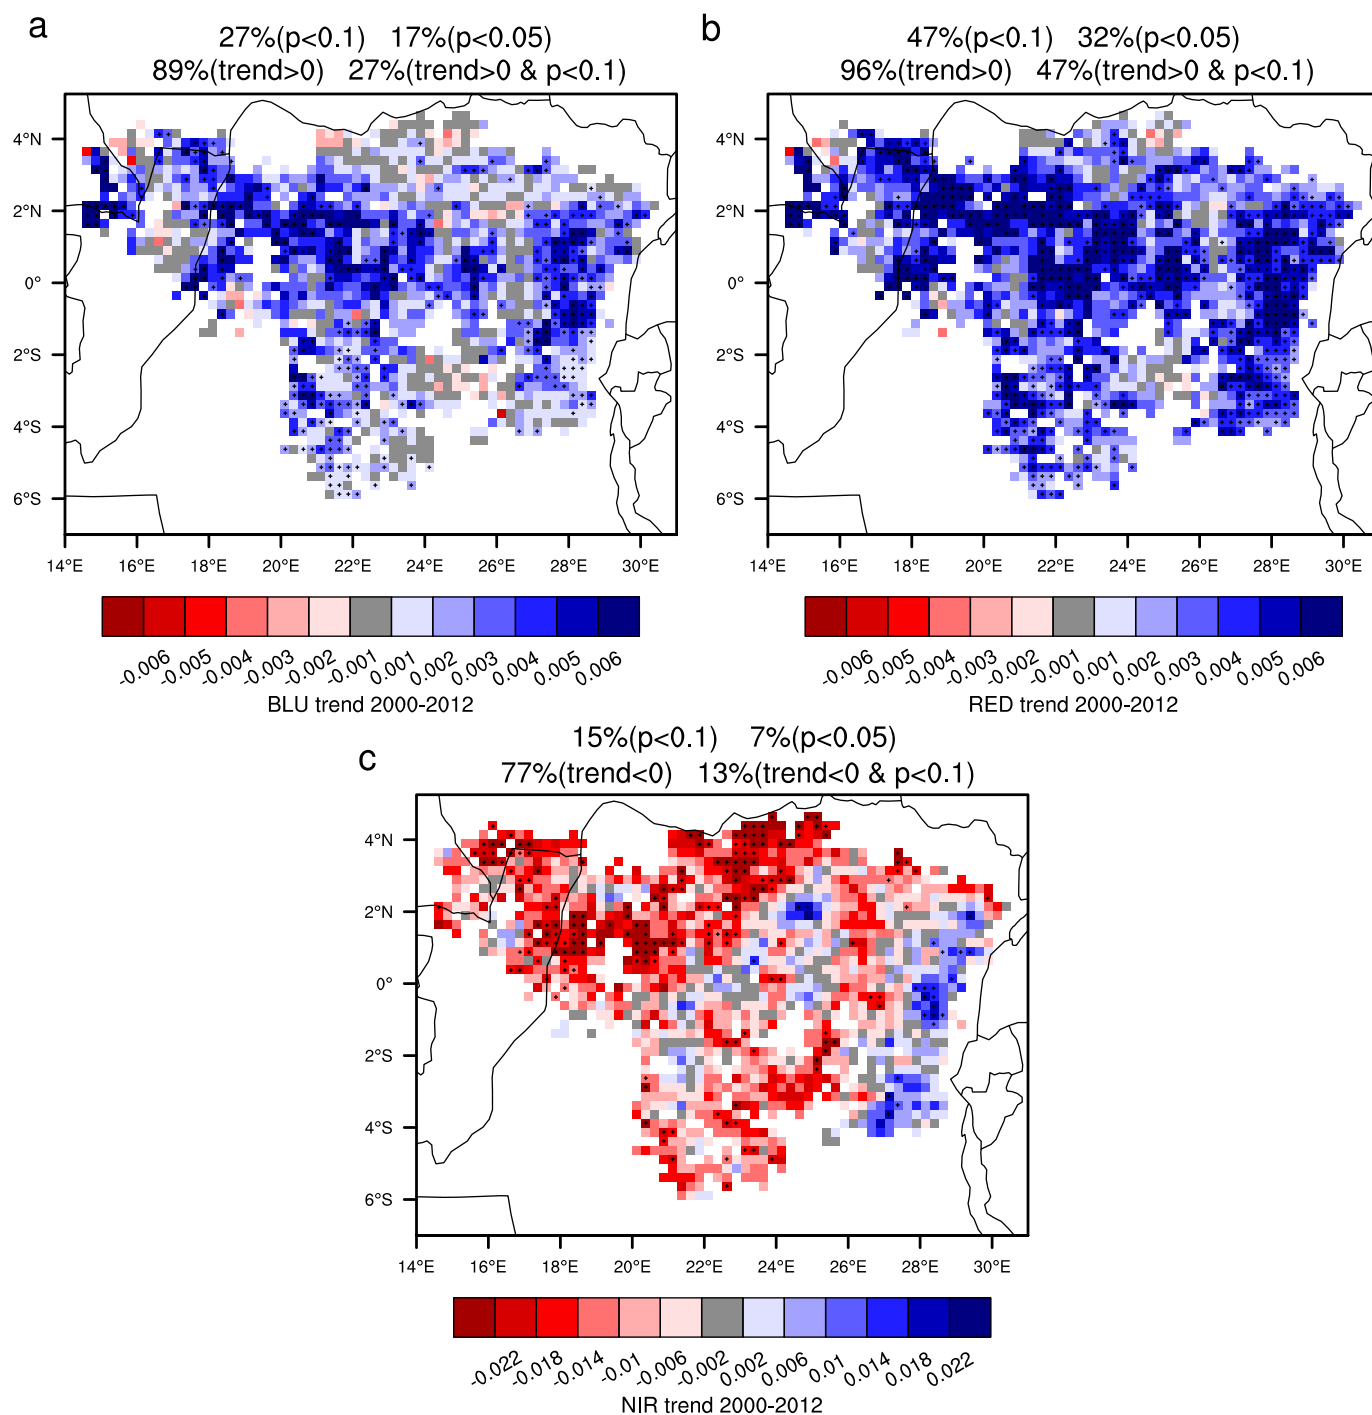 a
27%(p<0.1) 17%(p<0.05)
89%(trend>0) 27%(trend>0 & p<0.1)
4°N
2°N
0°
2°S
4°S
6°S
14°E 16°E 18°E 20°E 22°E 24°E 26°E 28°E 30°E
-0.006 -0.005 -0.004 -0.003 -0.002 -0.001 0.001 0.002 0.003 0.004 0.005 0.006
BLU trend 2000-2012
b
47%(p<0.1) 32%(p<0.05)
96%(trend>0) 47%(trend>0 & p<0.1)
4°N
2°N
0°
2°S
4°S
6°S
14°E 16°E 18°E 20°E 22°E 24°E 26°E 28°E 30°E
-0.006 -0.005 -0.004 -0.003 -0.002 -0.001 0.001 0.002 0.003 0.004 0.005 0.006
RED trend 2000-2012
c
15%(p<0.1) 7%(p<0.05)
77%(trend<0) 13%(trend<0 & p<0.1)
4°N
2°N
0°
2°S
4°S
6°S
14°E 16°E 18°E 20°E 22°E 24°E 26°E 28°E 30°E
-0.022 -0.018 -0.014 -0.01 -0.006 -0.002 0.002 0.006 0.01 0.014 0.018 0.022
NIR trend 2000-2012